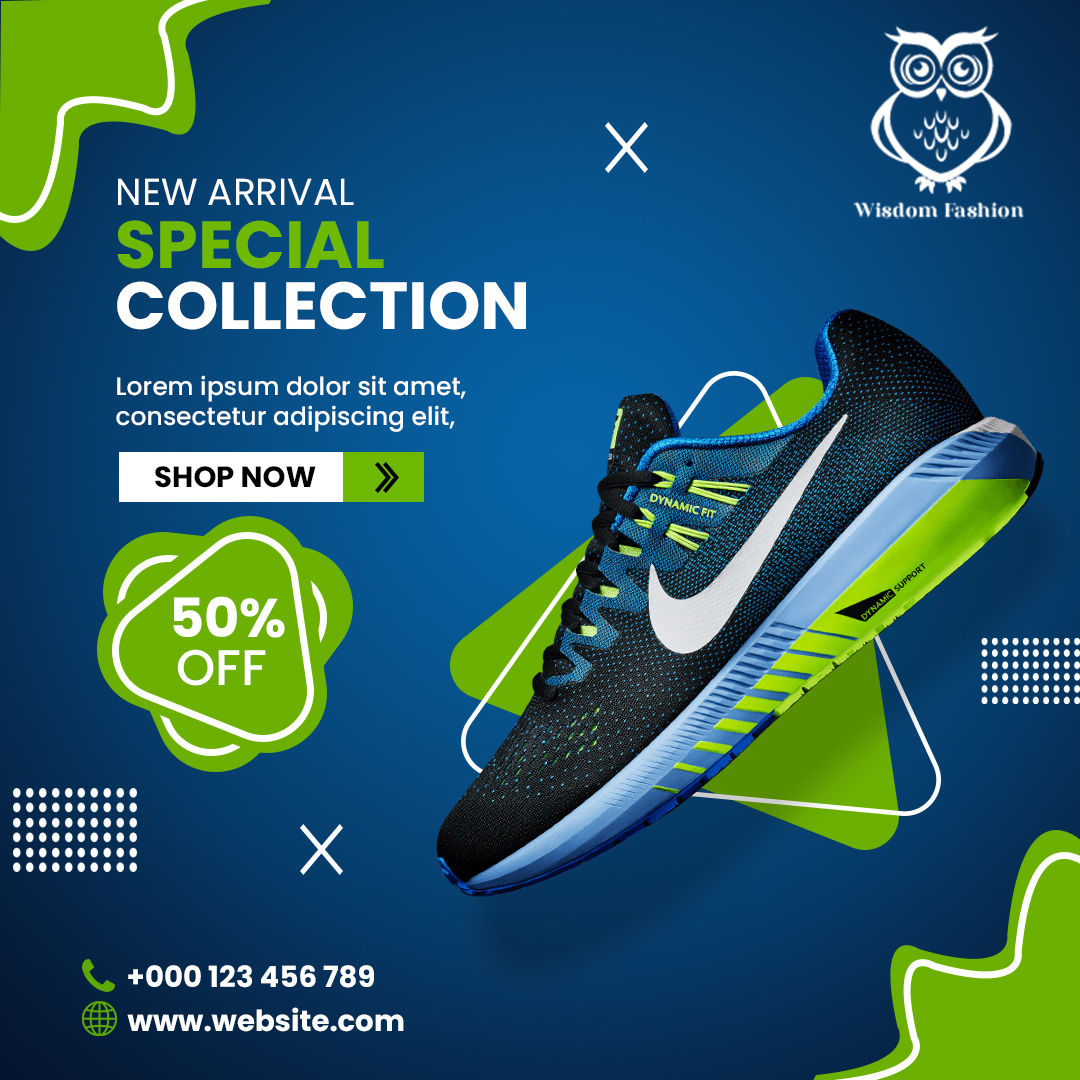 Wisdom Fashion
NEW ARRIVAL
SPECIAL
COLLECTION
Lorem ipsum dolor sit amet,
consectetur adipiscing elit,
SHOP NOW
DYNAMIC FIT
DYNAMIC SUPPORT
50%
OFF
+000 123 456 789
www.website.com